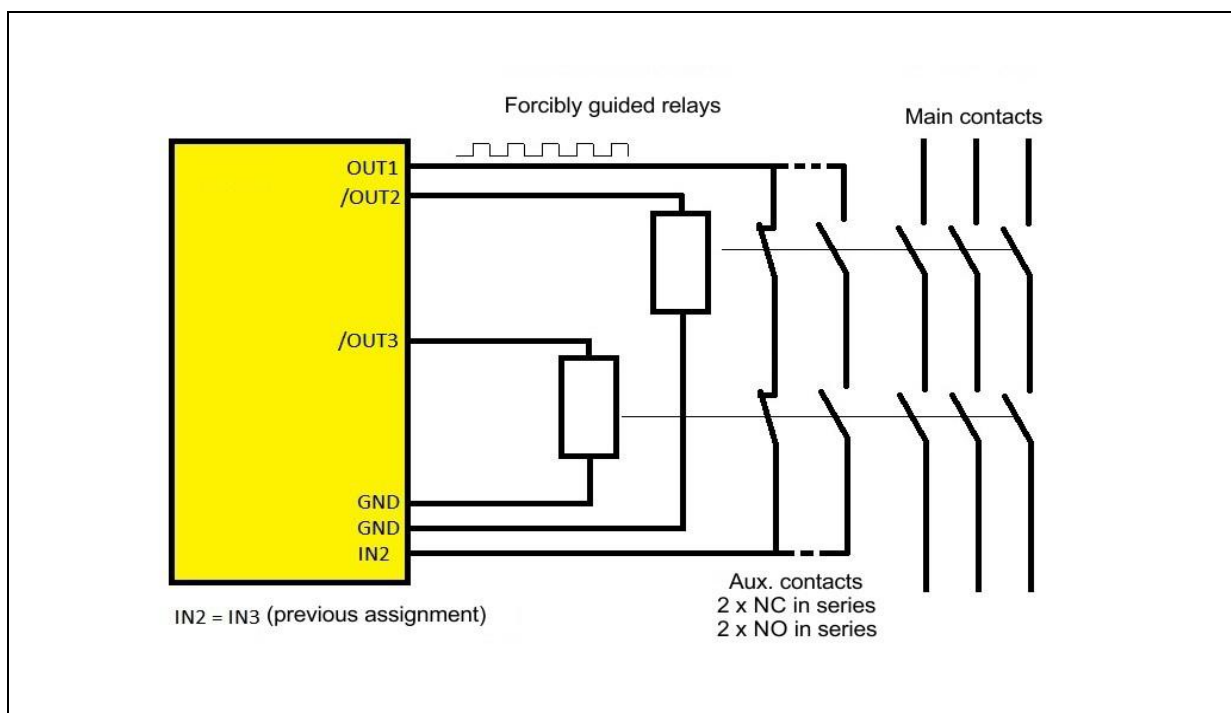 Forcibly guided relays
Main contacts
OUT1
/OUT2
/OUT3
GND
GND
IN2
Aux. contacts
2 x NC in series
2 x NO in series
IN2 = IN3 (previous assignment)